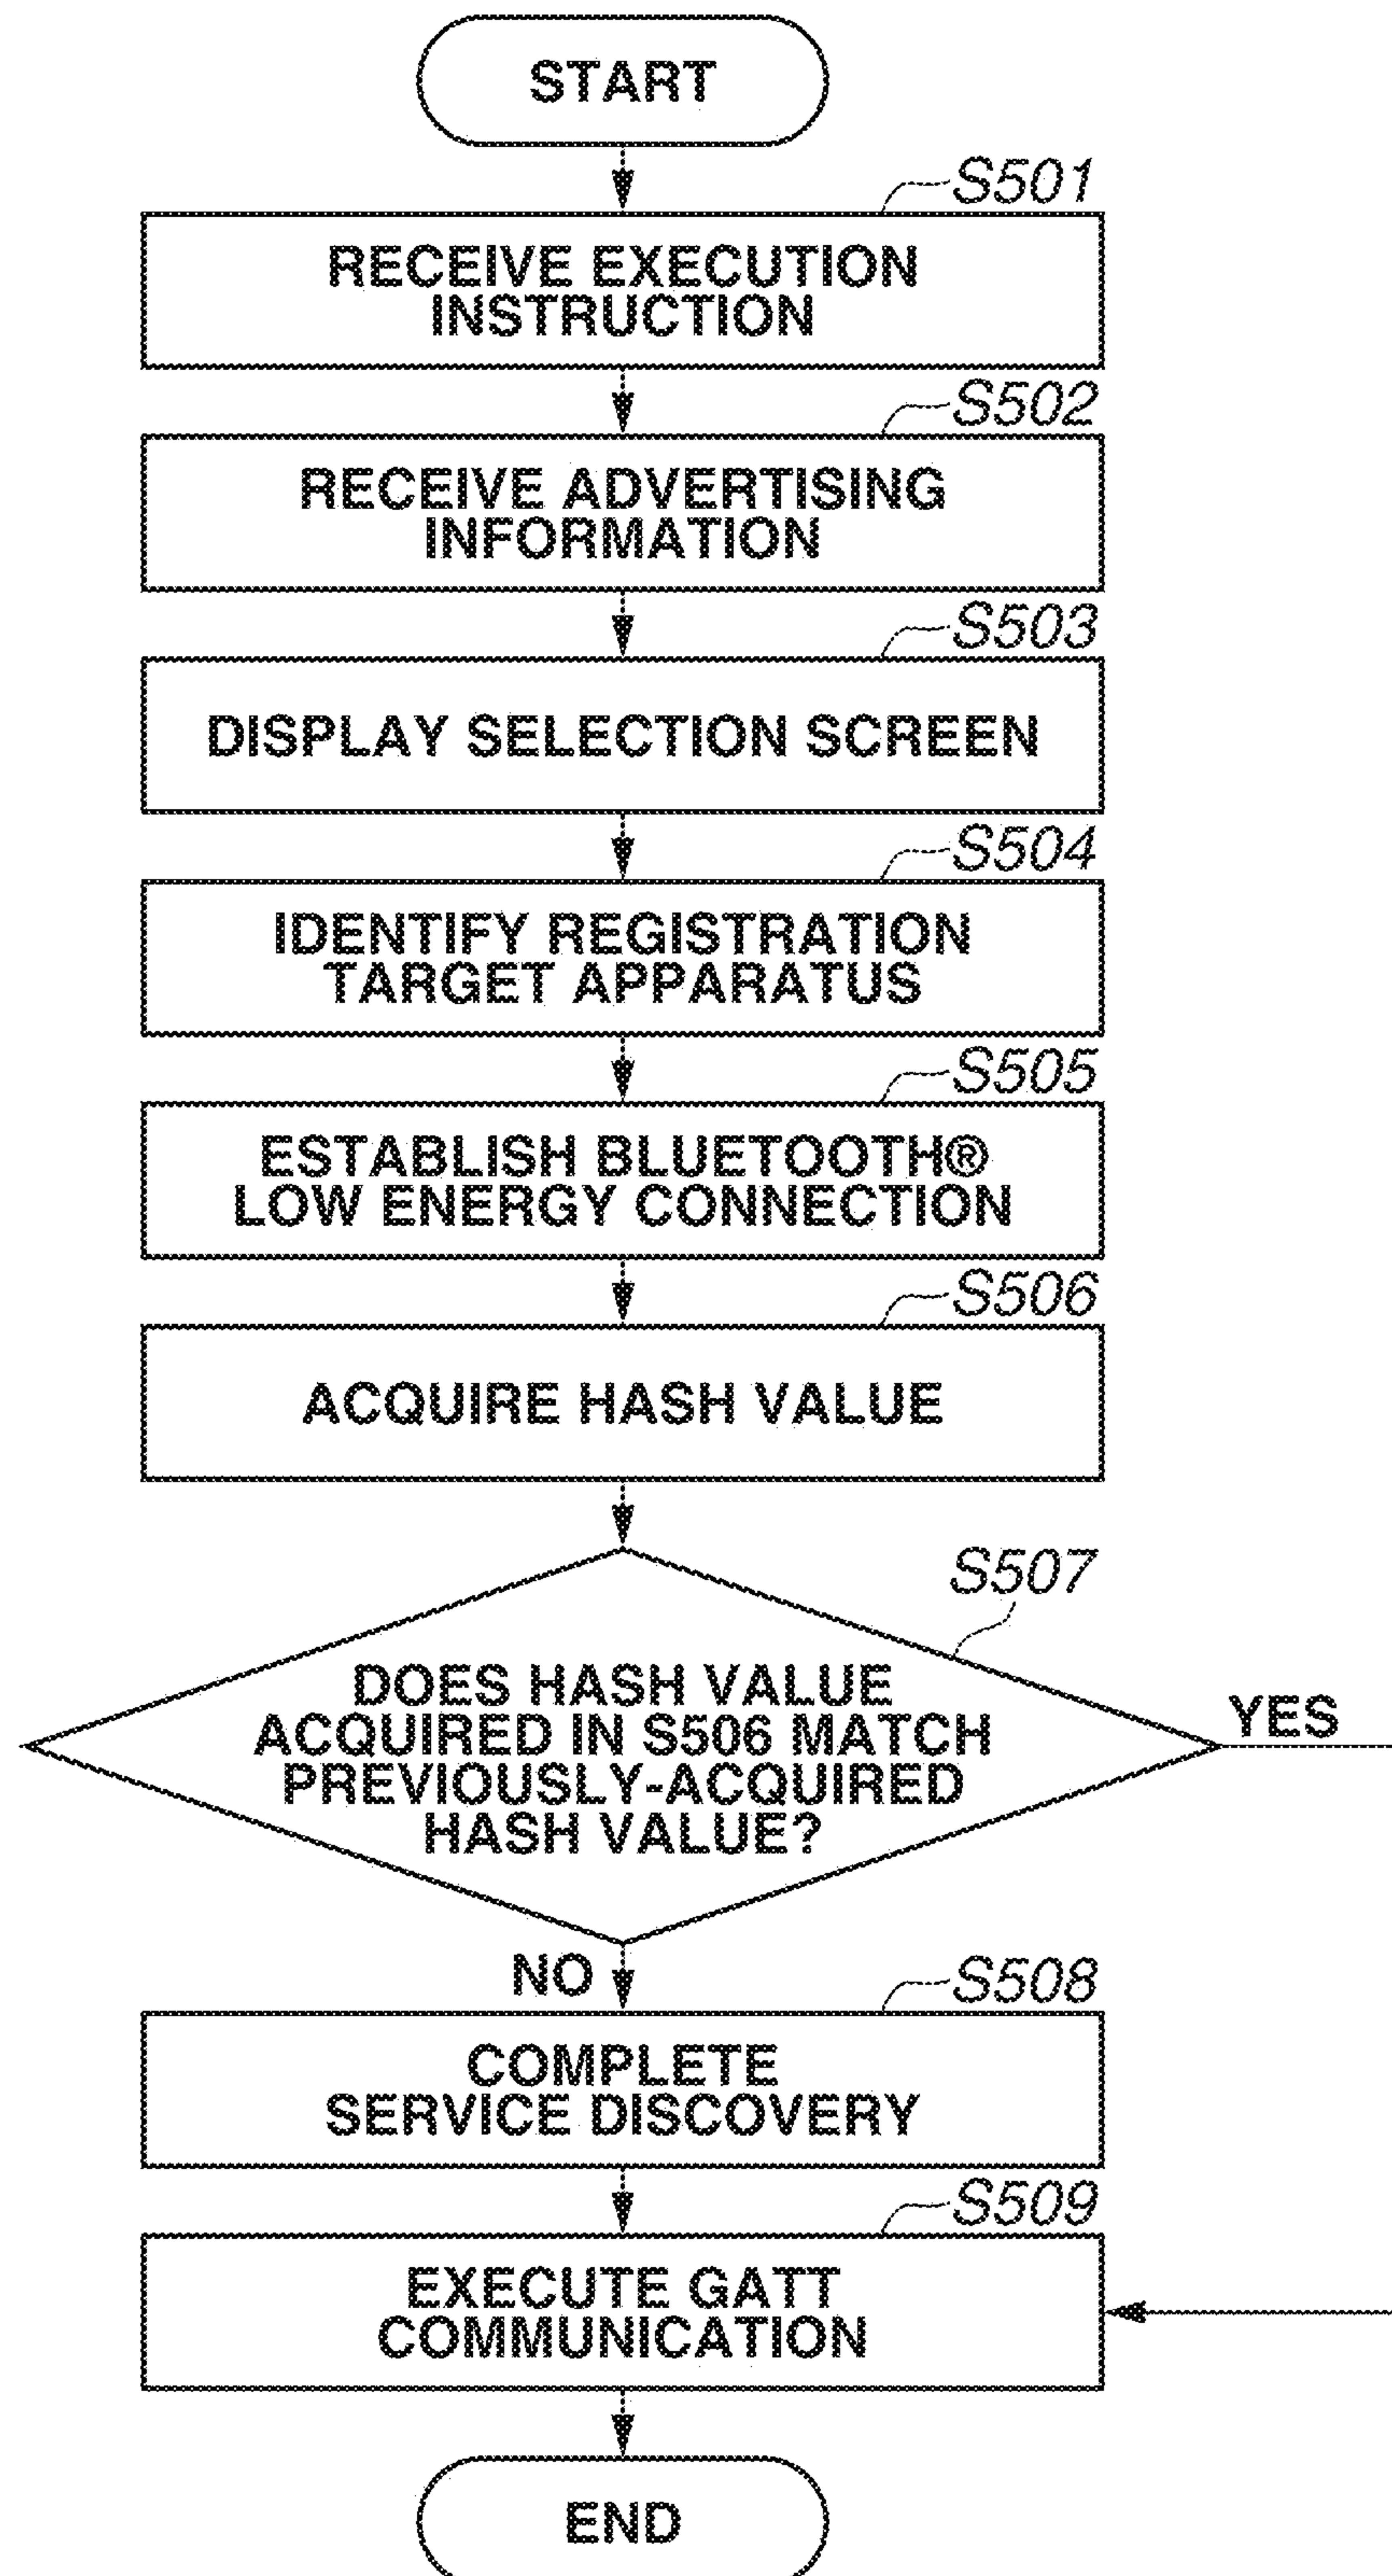 START
S501
RECEIVE EXECUTION
INSTRUCTION
S502
RECEIVE ADVERTISING
INFORMATION
S503
DISPLAY SELECTION SCREEN
S504
IDENTIFY REGISTRATION
TARGET APPARATUS
S505
ESTABLISH BLUETOOTH®
LOW ENERGY CONNECTION
S506
ACQUIRE HASH VALUE
S507
DOES HASH VALUE
ACQUIRED IN S506 MATCH
PREVIOUSLY-ACQUIRED
HASH VALUE?
YES
NO
S508
COMPLETE
SERVICE DISCOVERY
S509
EXECUTE GATT
COMMUNICATION
END